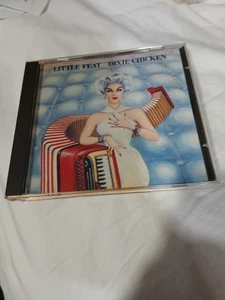 LITTLE FEAT DIXIE CHICKEN